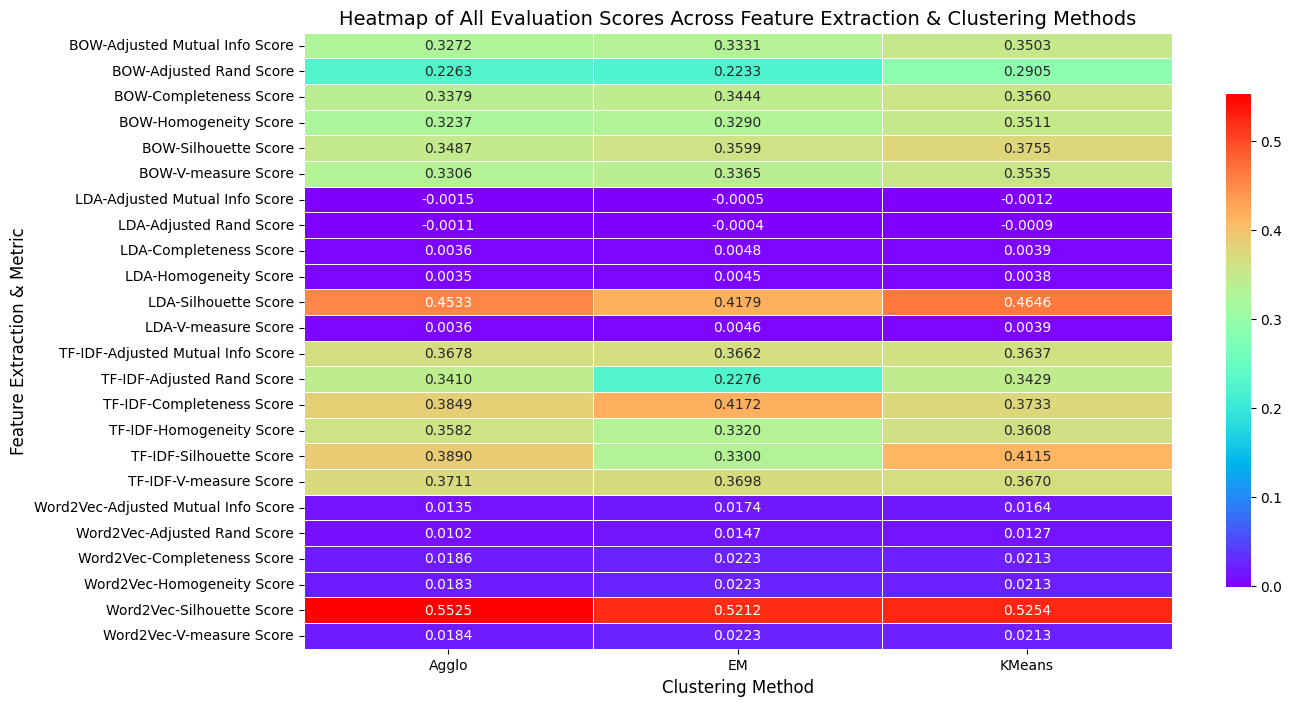 Heatmap of All Evaluation Scores Across Feature Extraction & Clustering Methods
Feature Extraction & Metric
BOW-Adjusted Mutual Info Score 0.3272 0.3331 0.3503
BOW-Adjusted Rand Score 0.2263 0.2233 0.2905
BOW-Completeness Score 0.3379 0.3444 0.3560
BOW-Homogeneity Score 0.3237 0.3290 0.3511
BOW-Silhouette Score 0.3487 0.3599 0.3755
BOW-V-measure Score 0.3306 0.3365 0.3535
LDA-Adjusted Mutual Info Score -0.0015 -0.0005 -0.0012
LDA-Adjusted Rand Score -0.0011 -0.0004 -0.0009
LDA-Completeness Score 0.0036 0.0048 0.0039
LDA-Homogeneity Score 0.0035 0.0045 0.0038
LDA-Silhouette Score 0.4533 0.4179 0.4646
LDA-V-measure Score 0.0036 0.0046 0.0039
TF-IDF-Adjusted Mutual Info Score 0.3678 0.3662 0.3637
TF-IDF-Adjusted Rand Score 0.3410 0.2276 0.3429
TF-IDF-Completeness Score 0.3849 0.4172 0.3733
TF-IDF-Homogeneity Score 0.3582 0.3320 0.3608
TF-IDF-Silhouette Score 0.3890 0.3300 0.4115
TF-IDF-V-measure Score 0.3711 0.3698 0.3670
Word2Vec-Adjusted Mutual Info Score 0.0135 0.0174 0.0164
Word2Vec-Adjusted Rand Score 0.0102 0.0147 0.0127
Word2Vec-Completeness Score 0.0186 0.0223 0.0213
Word2Vec-Homogeneity Score 0.0183 0.0223 0.0213
Word2Vec-Silhouette Score 0.5525 0.5212 0.5254
Word2Vec-V-measure Score 0.0184 0.0223 0.0213
Agglo EM KMeans
Clustering Method
0.5
0.4
0.3
0.2
0.1
0.0